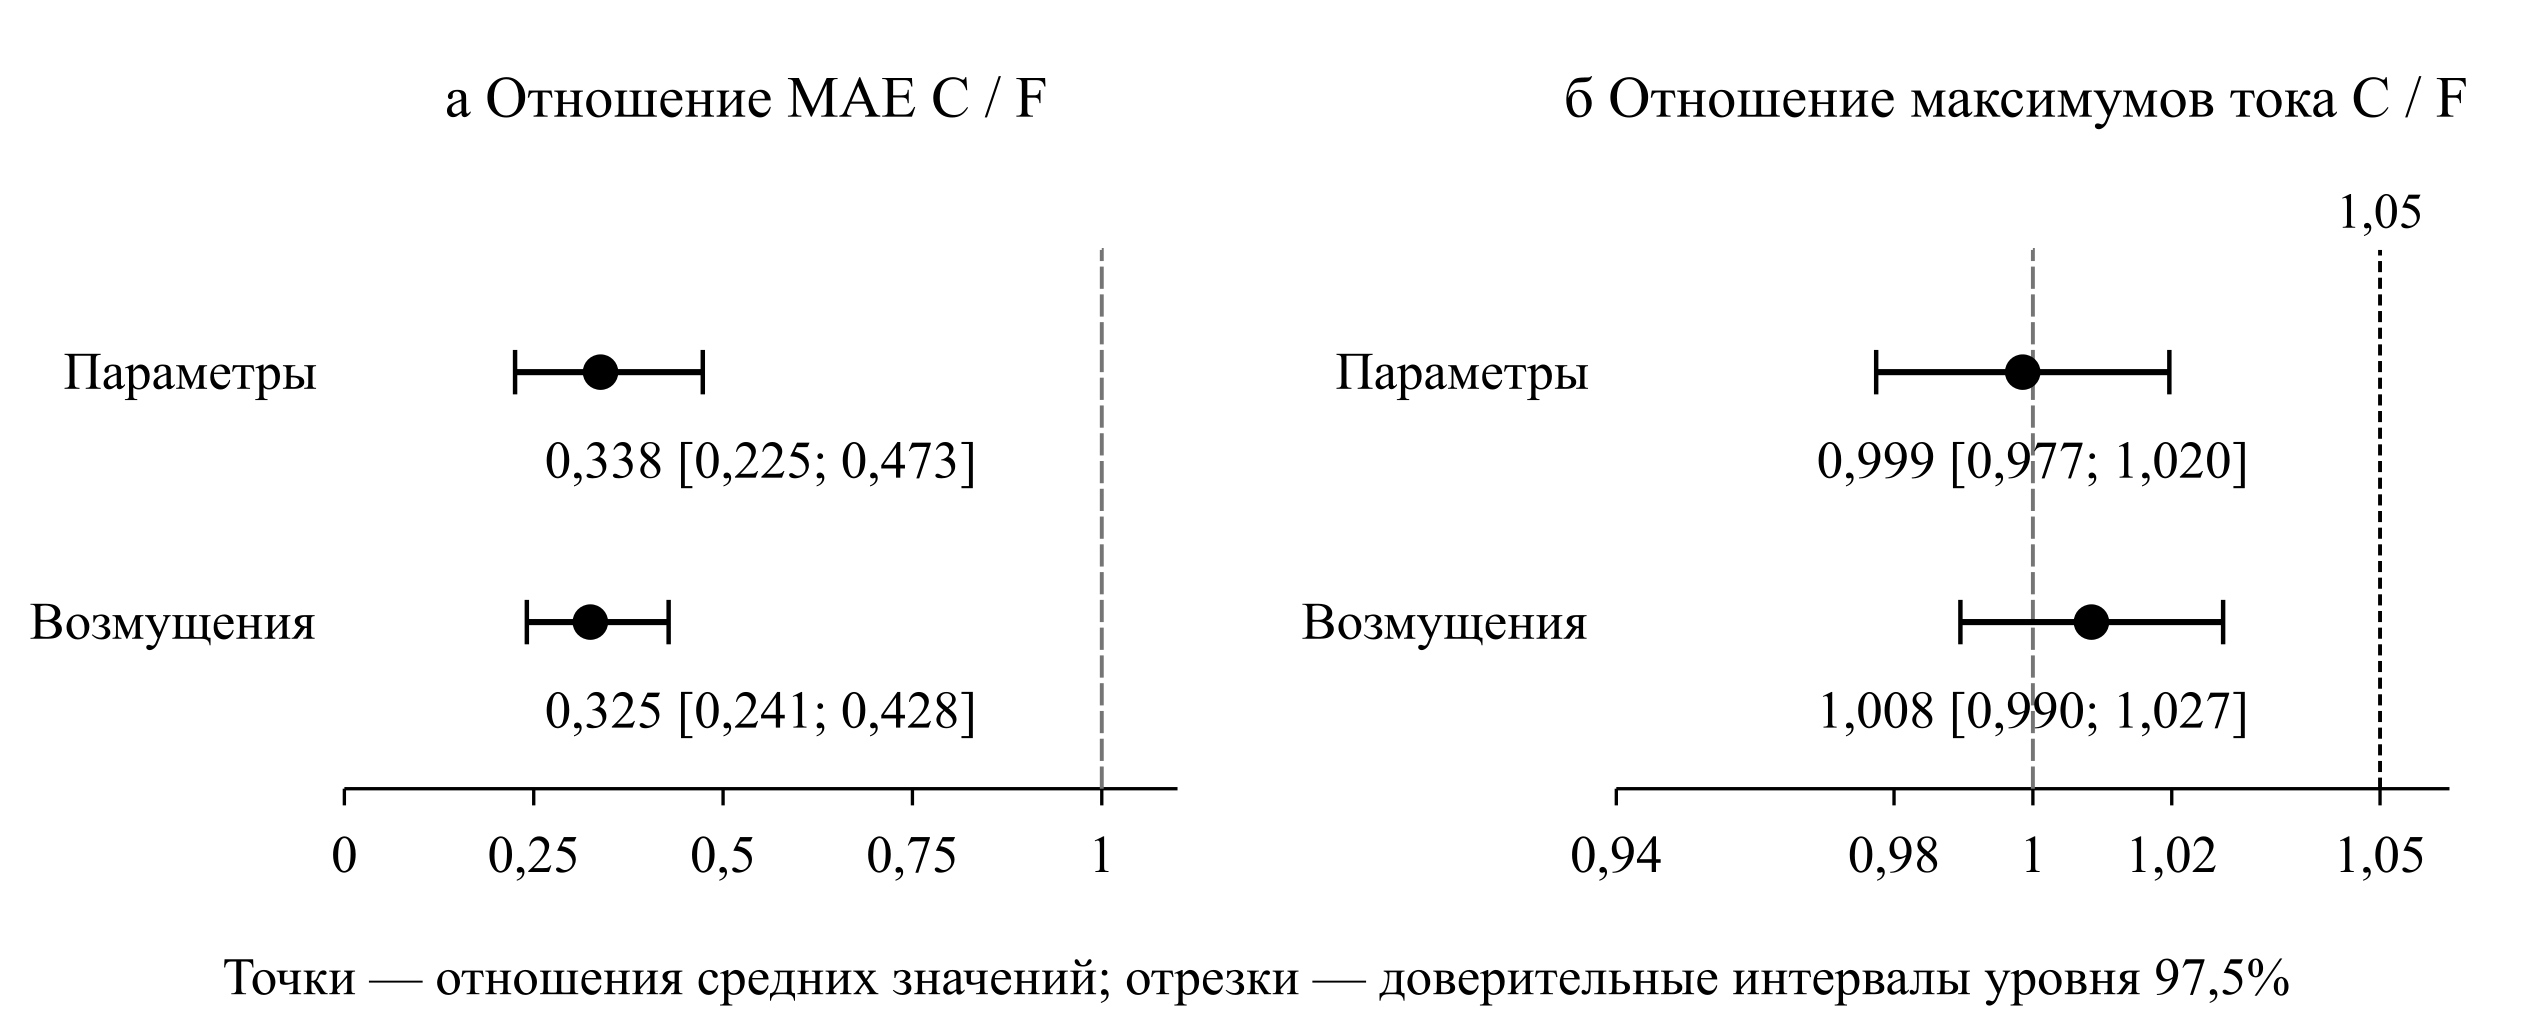 а Отношение MAE C / F
Параметры
0,338 [0,225; 0,473]
Возмущения
0,325 [0,241; 0,428]
0 0,25 0,5 0,75 1
б Отношение максимумов тока C / F
1,05
Параметры
0,999 [0,977; 1,020]
Возмущения
1,008 [0,990; 1,027]
0,94 0,98 1 1,02 1,05
Точки — отношения средних значений; отрезки — доверительные интервалы уровня 97,5%